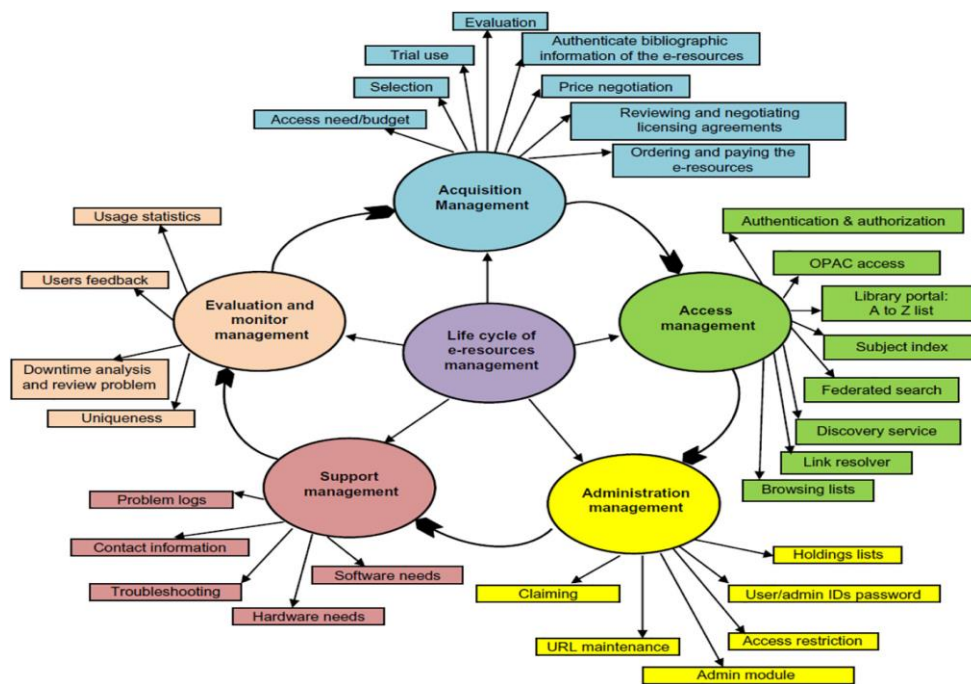 Evaluation
Trial use
Authenticate bibliographic
information of the e-resources
Selection
Price negotiation
Access need/budget
Reviewing and negotiating
licensing agreements
Ordering and paying the
e-resources
Acquisition
Management
Usage statistics
Authentication & authorization
Users feedback
OPAC access
Evaluation and
monitor
management
Life cycle of
e-resources
management
Access
management
Library portal:
A to Z list
Subject index
Downtime analysis
and review problem
Federated search
Uniqueness
Discovery service
Link resolver
Browsing lists
Support
management
Administration
management
Problem logs
Contact information
Software needs
Troubleshooting
Hardware needs
Holdings lists
Claiming
User/admin IDs password
URL maintenance
Access restriction
Admin module